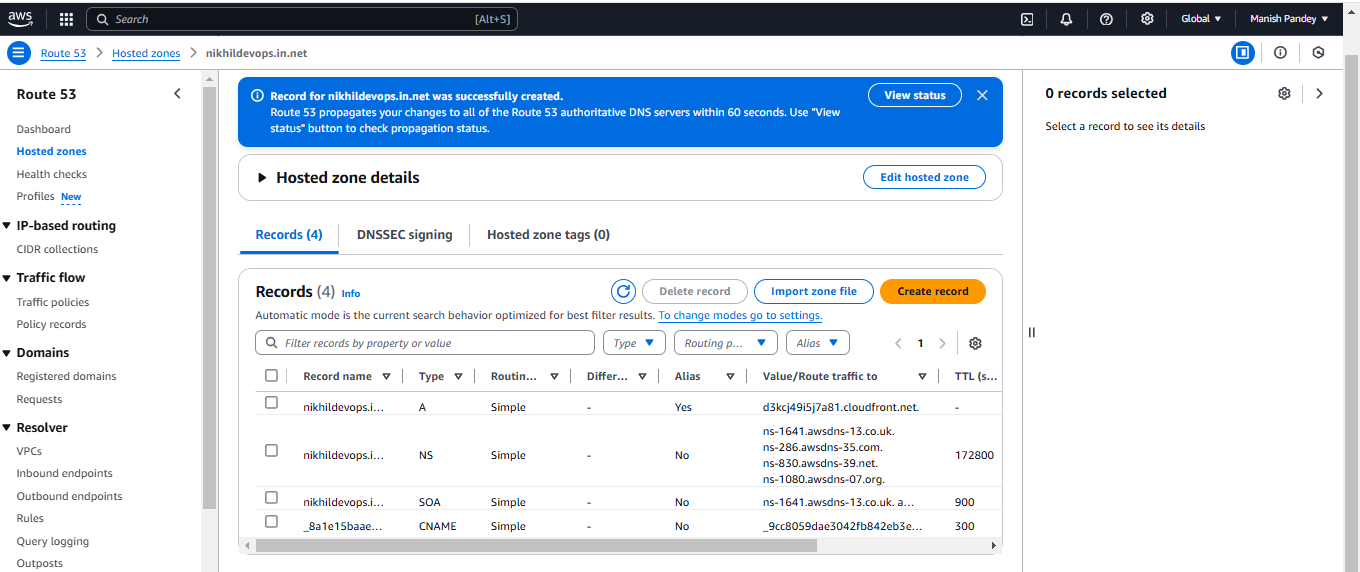 aws
Search
[Alt+S]
Global
Manish Pandey
Route 53
Hosted zones
nikhildevops.in.net
Route 53
Dashboard
Hosted zones
Health checks
Profiles New
IP-based routing
CIDR collections
Traffic flow
Traffic policies
Policy records
Domains
Registered domains
Requests
Resolver
VPCs
Inbound endpoints
Outbound endpoints
Rules
Query logging
Outposts
Record for nikhildevops.in.net was successfully created.
Route 53 propagates your changes to all of the Route 53 authoritative DNS servers within 60 seconds. Use "View
status" button to check propagation status.
View status
Hosted zone details
Edit hosted zone
Records (4)
DNSSEC signing
Hosted zone tags (0)
Records (4) Info
Delete record
Import zone file
Create record
Automatic mode is the current search behavior optimized for best filter results. To change modes go to settings.
Filter records by property or value
Type
Routing p...
Alias
1
Record name Type Routin... Differ... Alias Value/Route traffic to TTL (s...
nikhildevops.i... A Simple - Yes d3kcj49i5j7a81.cloudfront.net. -
nikhildevops.i... NS Simple - No ns-1641.awsdns-13.co.uk.
ns-286.awsdns-35.com.
ns-830.awsdns-39.net.
ns-1080.awsdns-07.org.
172800
nikhildevops.i... SOA Simple - No ns-1641.awsdns-13.co.uk. a... 900
_8a1e15baae... CNAME Simple - No _9cc8059dae3042fb842eb3e... 300
0 records selected
Select a record to see its details